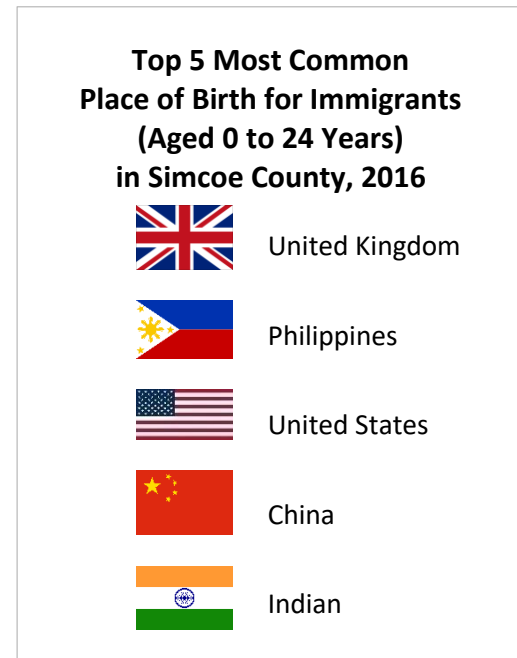 Top 5 Most Common
Place of Birth for Immigrants
(Aged 0 to 24 Years)
in Simcoe County, 2016
United Kingdom
Philippines
United States
China
Indian